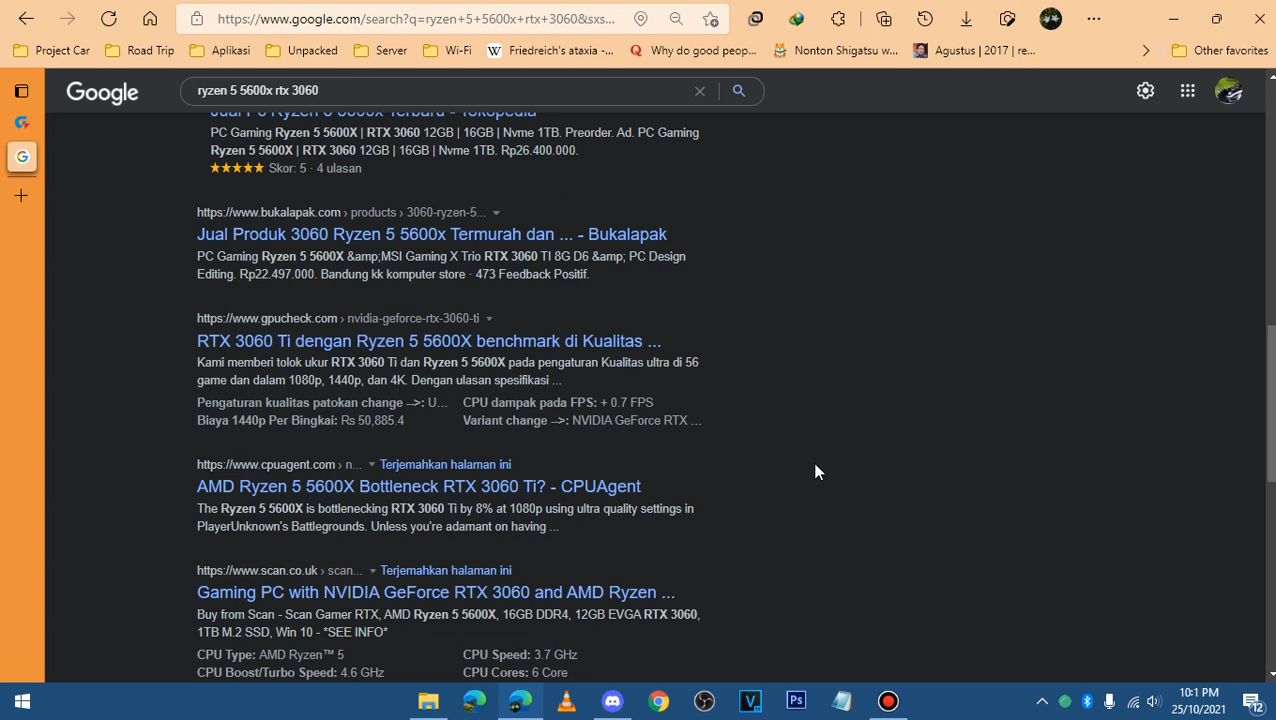 https://www.google.com/search?q=ryzen+5+5600x+rtx+3060&sxs...
Project Car
Road Trip
Aplikasi
Unpacked
Server
Wi-Fi
W Friedreich's ataxia -...
Q Why do good peop...
Nonton Shigatsu w...
Agustus | 2017 | re...
Other favorites
Google
ryzen 5 5600x rtx 3060
PC Gaming Ryzen 5 5600X | RTX 3060 12GB | 16GB | Nvme 1TB. Preorder. Ad. PC Gaming
Ryzen 5 5600X | RTX 3060 12GB | 16GB | Nvme 1TB. Rp26.400.000.
★★★★★ Skor: 5 · 4 ulasan
https://www.bukalapak.com › products › 3060-ryzen-5...
Jual Produk 3060 Ryzen 5 5600x Termurah dan ... - Bukalapak
PC Gaming Ryzen 5 5600X &amp;MSI Gaming X Trio RTX 3060 TI 8G D6 &amp; PC Design
Editing. Rp22.497.000. Bandung kk komputer store · 473 Feedback Positif.
https://www.gpucheck.com › nvidia-geforce-rtx-3060-ti
RTX 3060 Ti dengan Ryzen 5 5600X benchmark di Kualitas ...
Kami memberi tolok ukur RTX 3060 Ti dan Ryzen 5 5600X pada pengaturan Kualitas ultra di 56
game dan dalam 1080p, 1440p, dan 4K. Dengan ulasan spesifikasi ...
Pengaturan kualitas patokan change –>: U... CPU dampak pada FPS: + 0.7 FPS
Biaya 1440p Per Bingkai: Rs 50,885.4 Variant change –>: NVIDIA GeForce RTX ...
https://www.cpuagent.com › n... Terjemahkan halaman ini
AMD Ryzen 5 5600X Bottleneck RTX 3060 Ti? - CPUAgent
The Ryzen 5 5600X is bottlenecking RTX 3060 Ti by 8% at 1080p using ultra quality settings in
PlayerUnknown's Battlegrounds. Unless you're adamant on having ...
https://www.scan.co.uk › scan... Terjemahkan halaman ini
Gaming PC with NVIDIA GeForce RTX 3060 and AMD Ryzen ...
Buy from Scan - Scan Gamer RTX, AMD Ryzen 5 5600X, 16GB DDR4, 12GB EVGA RTX 3060,
1TB M.2 SSD, Win 10 - *SEE INFO*
CPU Type: AMD Ryzen™ 5 CPU Speed: 3.7 GHz
CPU Boost/Turbo Speed: 4.6 GHz CPU Cores: 6 Core
V
Ps
10:1 PM
25/10/2021
12